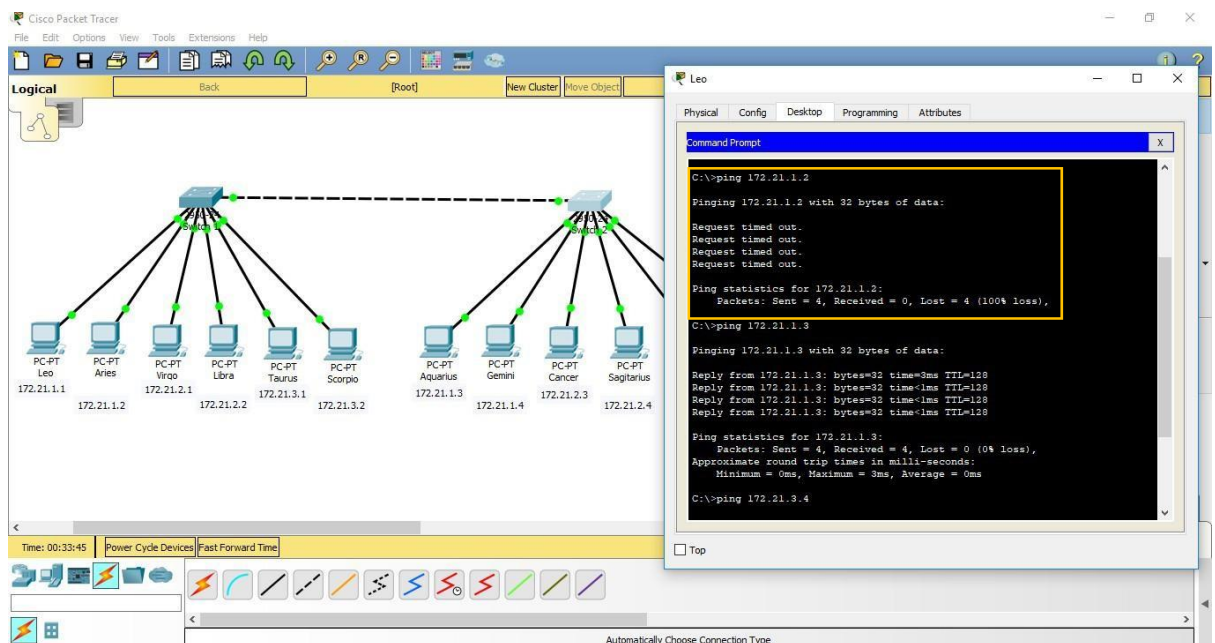 Cisco Packet Tracer
File Edit Options View Tools Extensions Help
Logical
Back
[Root]
New Cluster
Move Object
Switch 1
2950-24
Switch 2
PC-PT
Leo
172.21.1.1
PC-PT
Aries
172.21.1.2
PC-PT
Virgo
172.21.2.1
PC-PT
Libra
172.21.2.2
PC-PT
Taurus
172.21.3.1
PC-PT
Scorpio
172.21.3.2
PC-PT
Aquarius
172.21.1.3
PC-PT
Gemini
172.21.1.4
PC-PT
Cancer
172.21.2.3
PC-PT
Sagitarius
172.21.2.4
Leo
Physical Config Desktop Programming Attributes
Command Prompt
X
C:\>ping 172.21.1.2
Pinging 172.21.1.2 with 32 bytes of data:
Request timed out.
Request timed out.
Request timed out.
Request timed out.
Ping statistics for 172.21.1.2:
Packets: Sent = 4, Received = 0, Lost = 4 (100% loss),
C:\>ping 172.21.1.3
Pinging 172.21.1.3 with 32 bytes of data:
Reply from 172.21.1.3: bytes=32 time=3ms TTL=128
Reply from 172.21.1.3: bytes=32 time<1ms TTL=128
Reply from 172.21.1.3: bytes=32 time<1ms TTL=128
Reply from 172.21.1.3: bytes=32 time<1ms TTL=128
Ping statistics for 172.21.1.3:
Packets: Sent = 4, Received = 4, Lost = 0 (0% loss),
Approximate round trip times in milli-seconds:
Minimum = 0ms, Maximum = 3ms, Average = 0ms
C:\>ping 172.21.3.4
Top
Time: 00:33:45
Power Cycle Devices
Fast Forward Time
Automatically Choose Connection Type